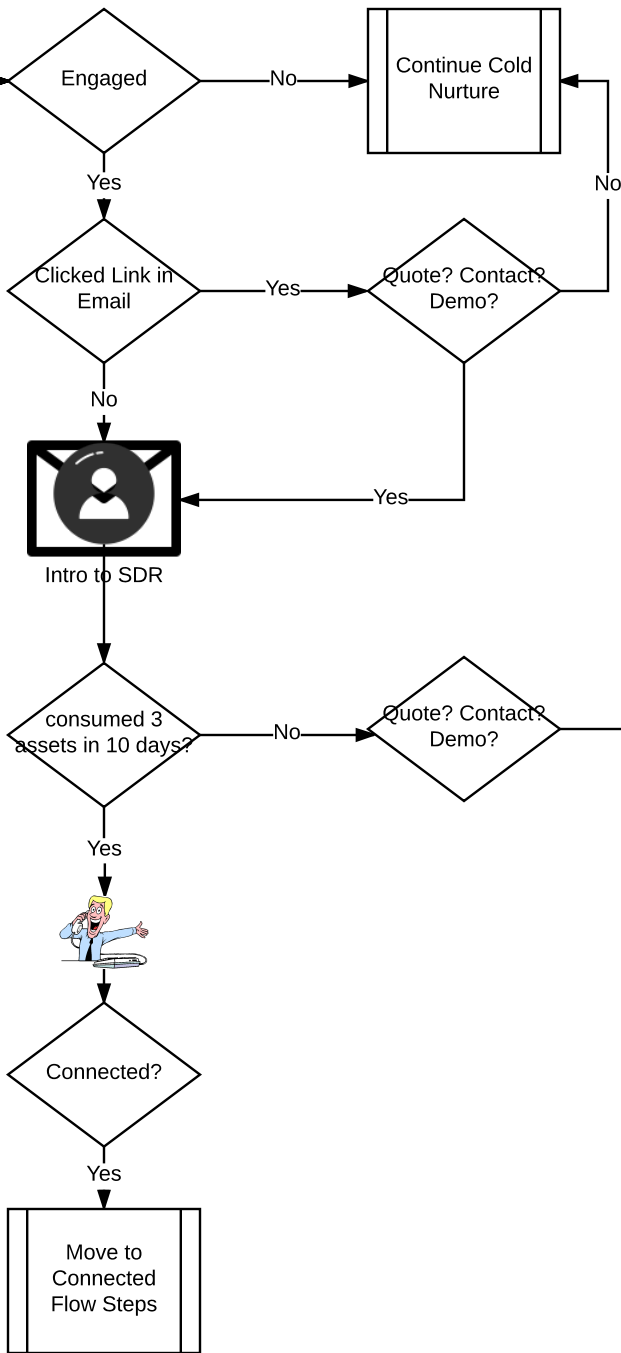 Engaged
No
Continue Cold
Nurture
Yes
No
Clicked Link in
Email
Yes
Quote? Contact?
Demo?
No
Yes
Intro to SDR
consumed 3
assets in 10 days?
No
Quote? Contact?
Demo?
Yes
Connected?
Yes
Move to
Connected
Flow Steps